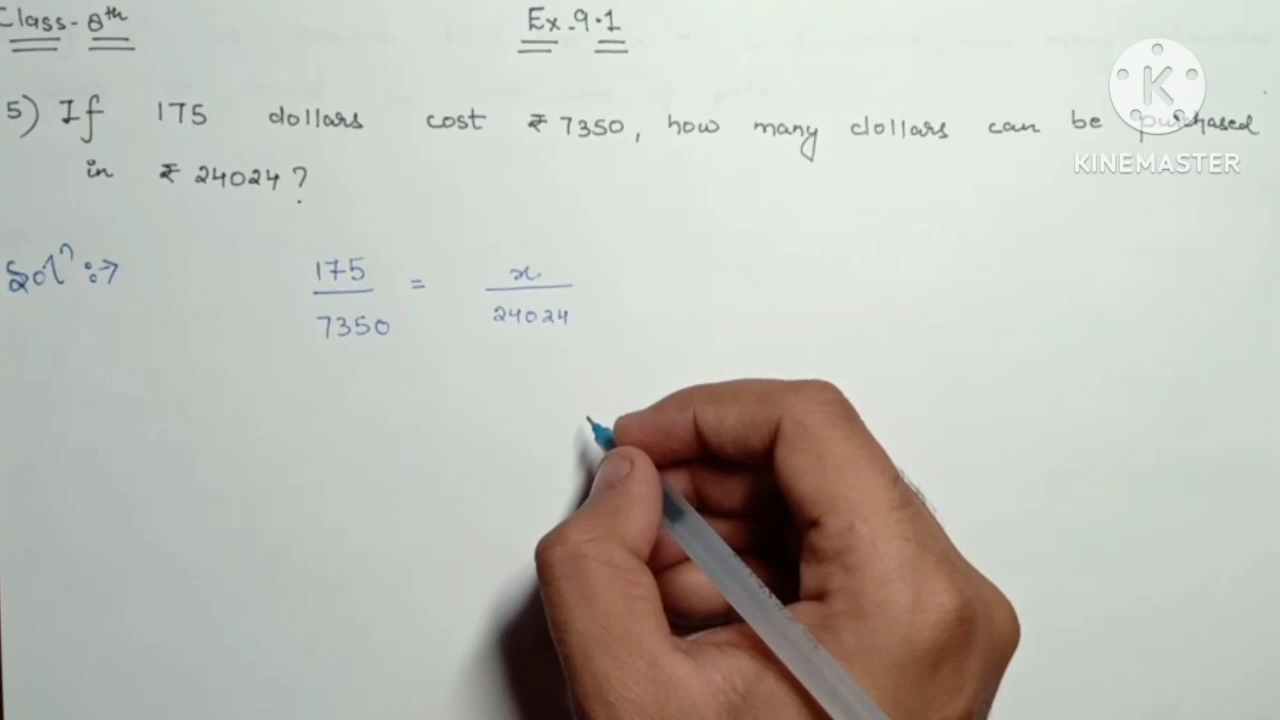 Class - 8th
Ex. 9.1
5) If 175 dollars cost ₹ 7350, how many dollars can be purchased
in ₹ 24024 ?
Solⁿ :→
175 / 7350 = x / 24024
K
KINEMASTER